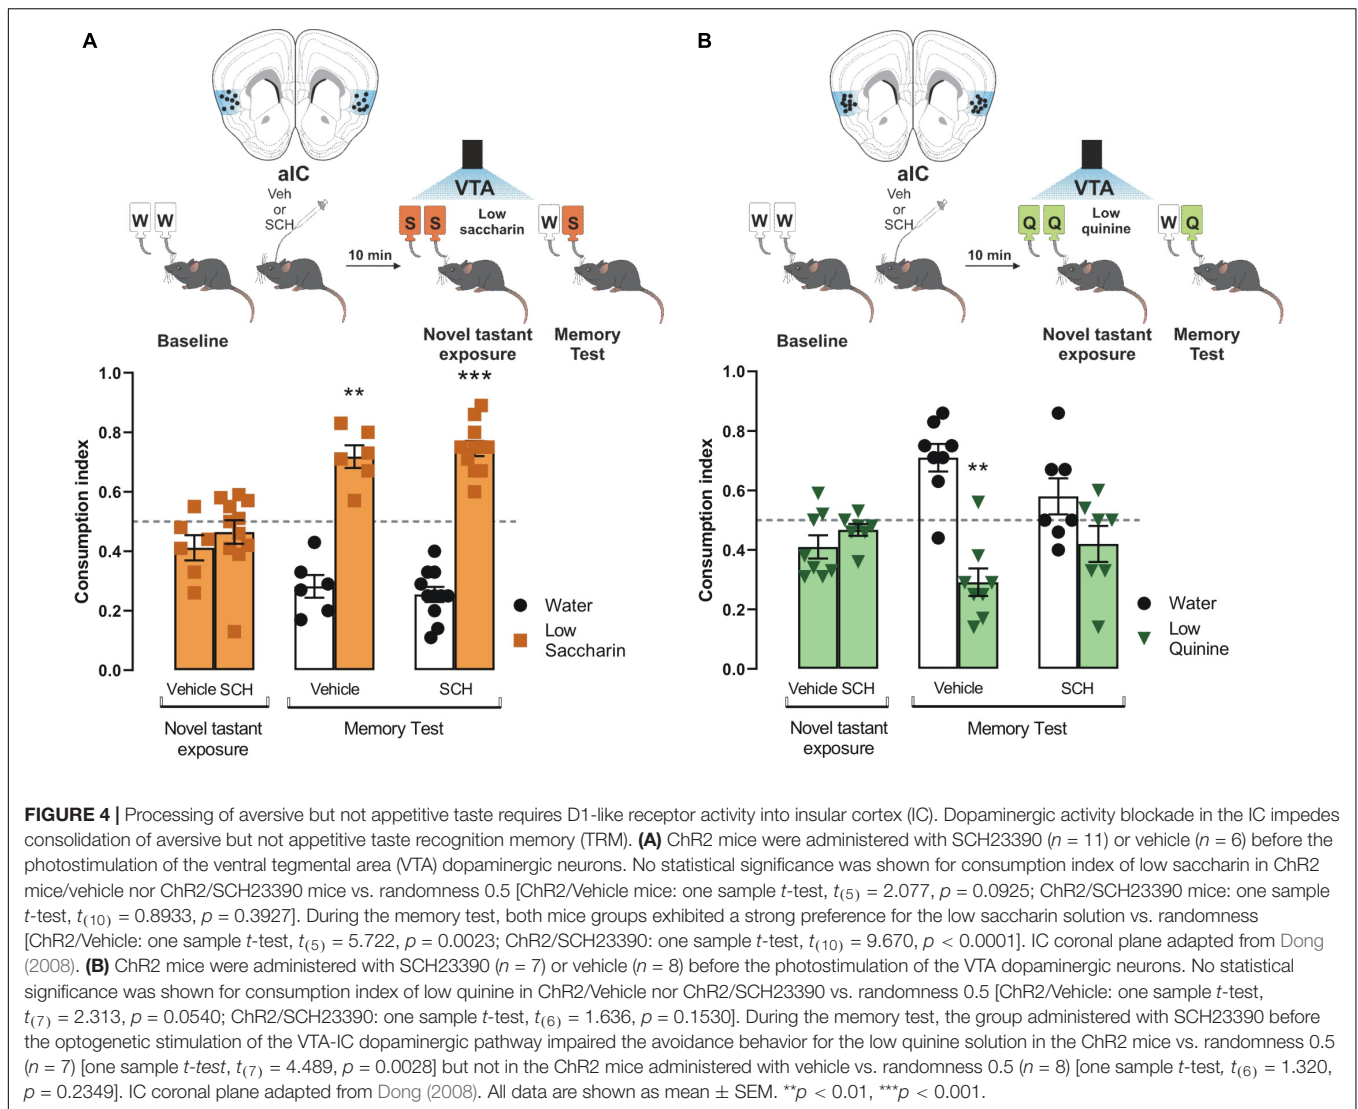 A
aIC
Veh
or
SCH
VTA
W W
S S
Low
saccharin
W S
10 min
Baseline
Novel tastant
exposure
Memory
Test
1.0
0.8
0.6
0.4
0.2
0.0
Consumption index
**
***
Water
Low
Saccharin
Vehicle SCH
Vehicle
SCH
Novel tastant
exposure
Memory Test
B
aIC
Veh
or
SCH
VTA
W W
Q Q
Low
quinine
W Q
10 min
Baseline
Novel tastant
exposure
Memory
Test
1.0
0.8
0.6
0.4
0.2
0.0
Consumption index
**
Water
Low
Quinine
Vehicle SCH
Vehicle
SCH
Novel tastant
exposure
Memory Test
FIGURE 4 | Processing of aversive but not appetitive taste requires D1-like receptor activity into insular cortex (IC). Dopaminergic activity blockade in the IC impedes
consolidation of aversive but not appetitive taste recognition memory (TRM). (A) ChR2 mice were administered with SCH23390 (n = 11) or vehicle (n = 6) before the
photostimulation of the ventral tegmental area (VTA) dopaminergic neurons. No statistical significance was shown for consumption index of low saccharin in ChR2
mice/vehicle nor ChR2/SCH23390 mice vs. randomness 0.5 [ChR2/Vehicle mice: one sample t-test, t(5) = 2.077, p = 0.0925; ChR2/SCH23390 mice: one sample
t-test, t(10) = 0.8933, p = 0.3927]. During the memory test, both mice groups exhibited a strong preference for the low saccharin solution vs. randomness
[ChR2/Vehicle: one sample t-test, t(5) = 5.722, p = 0.0023; ChR2/SCH23390: one sample t-test, t(10) = 9.670, p < 0.0001]. IC coronal plane adapted from Dong
(2008). (B) ChR2 mice were administered with SCH23390 (n = 7) or vehicle (n = 8) before the photostimulation of the VTA dopaminergic neurons. No statistical
significance was shown for consumption index of low quinine in ChR2/Vehicle nor ChR2/SCH23390 vs. randomness 0.5 [ChR2/Vehicle: one sample t-test,
t(7) = 2.313, p = 0.0540; ChR2/SCH23390: one sample t-test, t(6) = 1.636, p = 0.1530]. During the memory test, the group administered with SCH23390 before
the optogenetic stimulation of the VTA-IC dopaminergic pathway impaired the avoidance behavior for the low quinine solution in the ChR2 mice vs. randomness 0.5
(n = 7) [one sample t-test, t(7) = 4.489, p = 0.0028] but not in the ChR2 mice administered with vehicle vs. randomness 0.5 (n = 8) [one sample t-test, t(6) = 1.320,
p = 0.2349]. IC coronal plane adapted from Dong (2008). All data are shown as mean ± SEM. **p < 0.01, ***p < 0.001.